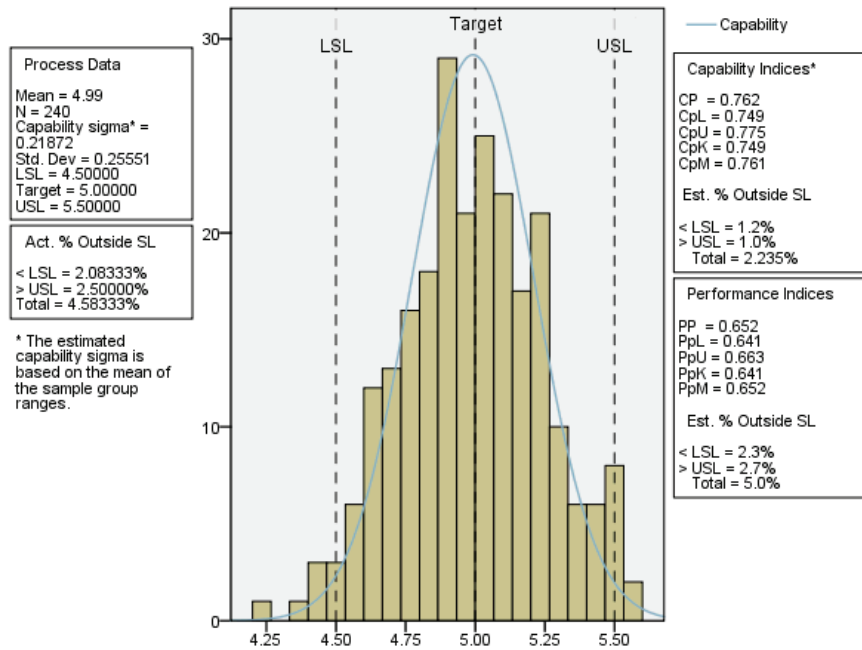 Process Data
Mean = 4.99
N = 240
Capability sigma* =
0.21872
Std. Dev = 0.25551
LSL = 4.50000
Target = 5.00000
USL = 5.50000
Act. % Outside SL
< LSL = 2.08333%
> USL = 2.50000%
Total = 4.58333%
* The estimated
capability sigma is
based on the mean of
the sample group
ranges.
Target
LSL
USL
30
20
10
0
4.25 4.50 4.75 5.00 5.25 5.50
Capability
Capability Indices*
CP = 0.762
CpL = 0.749
CpU = 0.775
CpK = 0.749
CpM = 0.761
Est. % Outside SL
< LSL = 1.2%
> USL = 1.0%
Total = 2.235%
Performance Indices
PP = 0.652
PpL = 0.641
PpU = 0.663
PpK = 0.641
PpM = 0.652
Est. % Outside SL
< LSL = 2.3%
> USL = 2.7%
Total = 5.0%